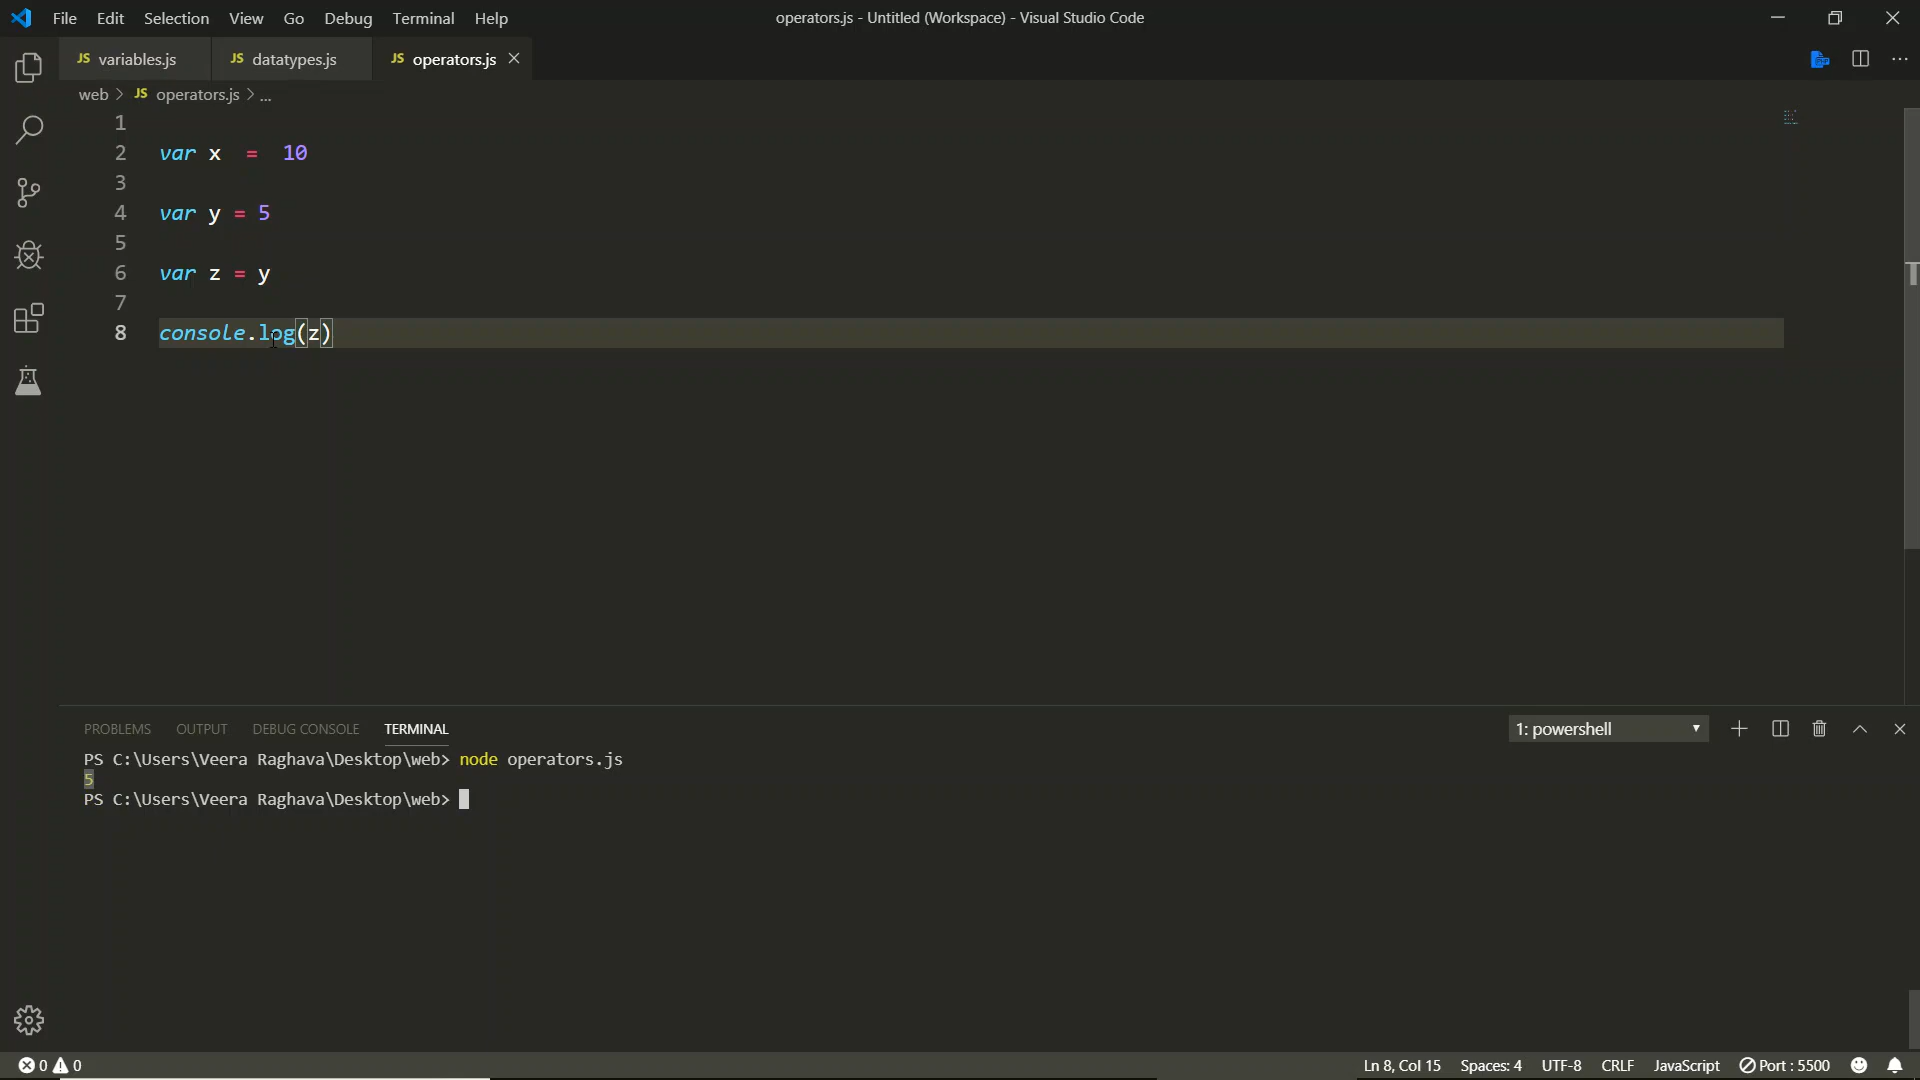 File Edit Selection View Go Debug Terminal Help operators.js - Untitled (Workspace) - Visual Studio Code
JS variables.js JS datatypes.js JS operators.js
web > JS operators.js > ...
1
2 var x  =  10
3
4 var y = 5
5
6 var z = y
7
8 console.log(z)
PROBLEMS OUTPUT DEBUG CONSOLE TERMINAL 1: powershell
PS C:\Users\Veera Raghava\Desktop\web> node operators.js
5
PS C:\Users\Veera Raghava\Desktop\web>
0 0 Ln 8, Col 15 Spaces: 4 UTF-8 CRLF JavaScript Port : 5500